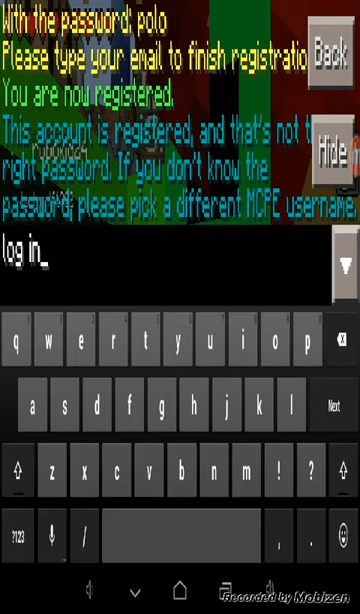 With the password: polo
Please type your email to finish registratio
You are now registered.
This account is registered, and that's not t
right password. If you don't know the
password, please pick a different MCPE username.
Back
Hide
log in_
q w e r t y u i o p
a s d f g h j k l Next
z x c v b n m ! ?
?123 / , .
Recorded by Mobizen